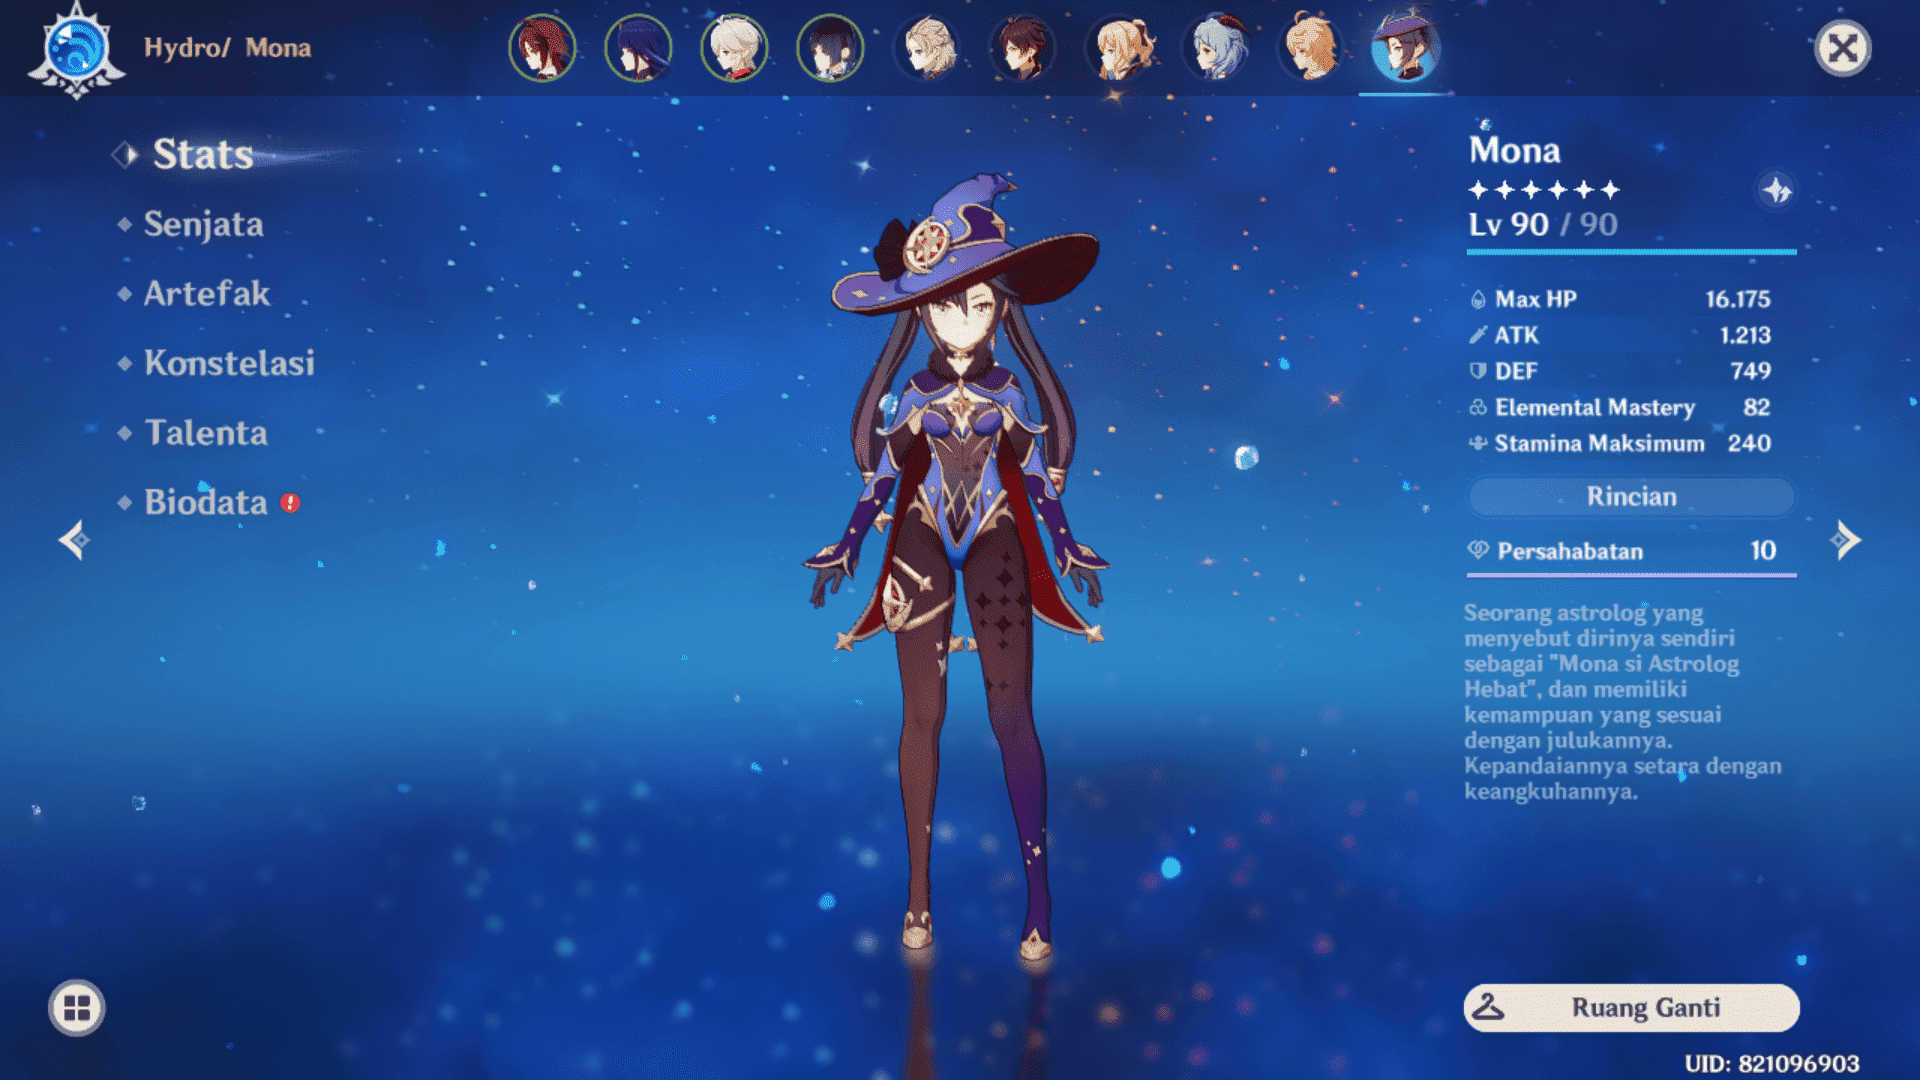 Hydro/ Mona
Stats
Senjata
Artefak
Konstelasi
Talenta
Biodata
Mona
Lv 90 / 90
Max HP 16.175
ATK 1.213
DEF 749
Elemental Mastery 82
Stamina Maksimum 240
Rincian
Persahabatan 10
Seorang astrolog yang
menyebut dirinya sendiri
sebagai "Mona si Astrolog
Hebat", dan memiliki
kemampuan yang sesuai
dengan julukannya.
Kepandaiannya setara dengan
keangkuhannya.
Ruang Ganti
UID: 821096903